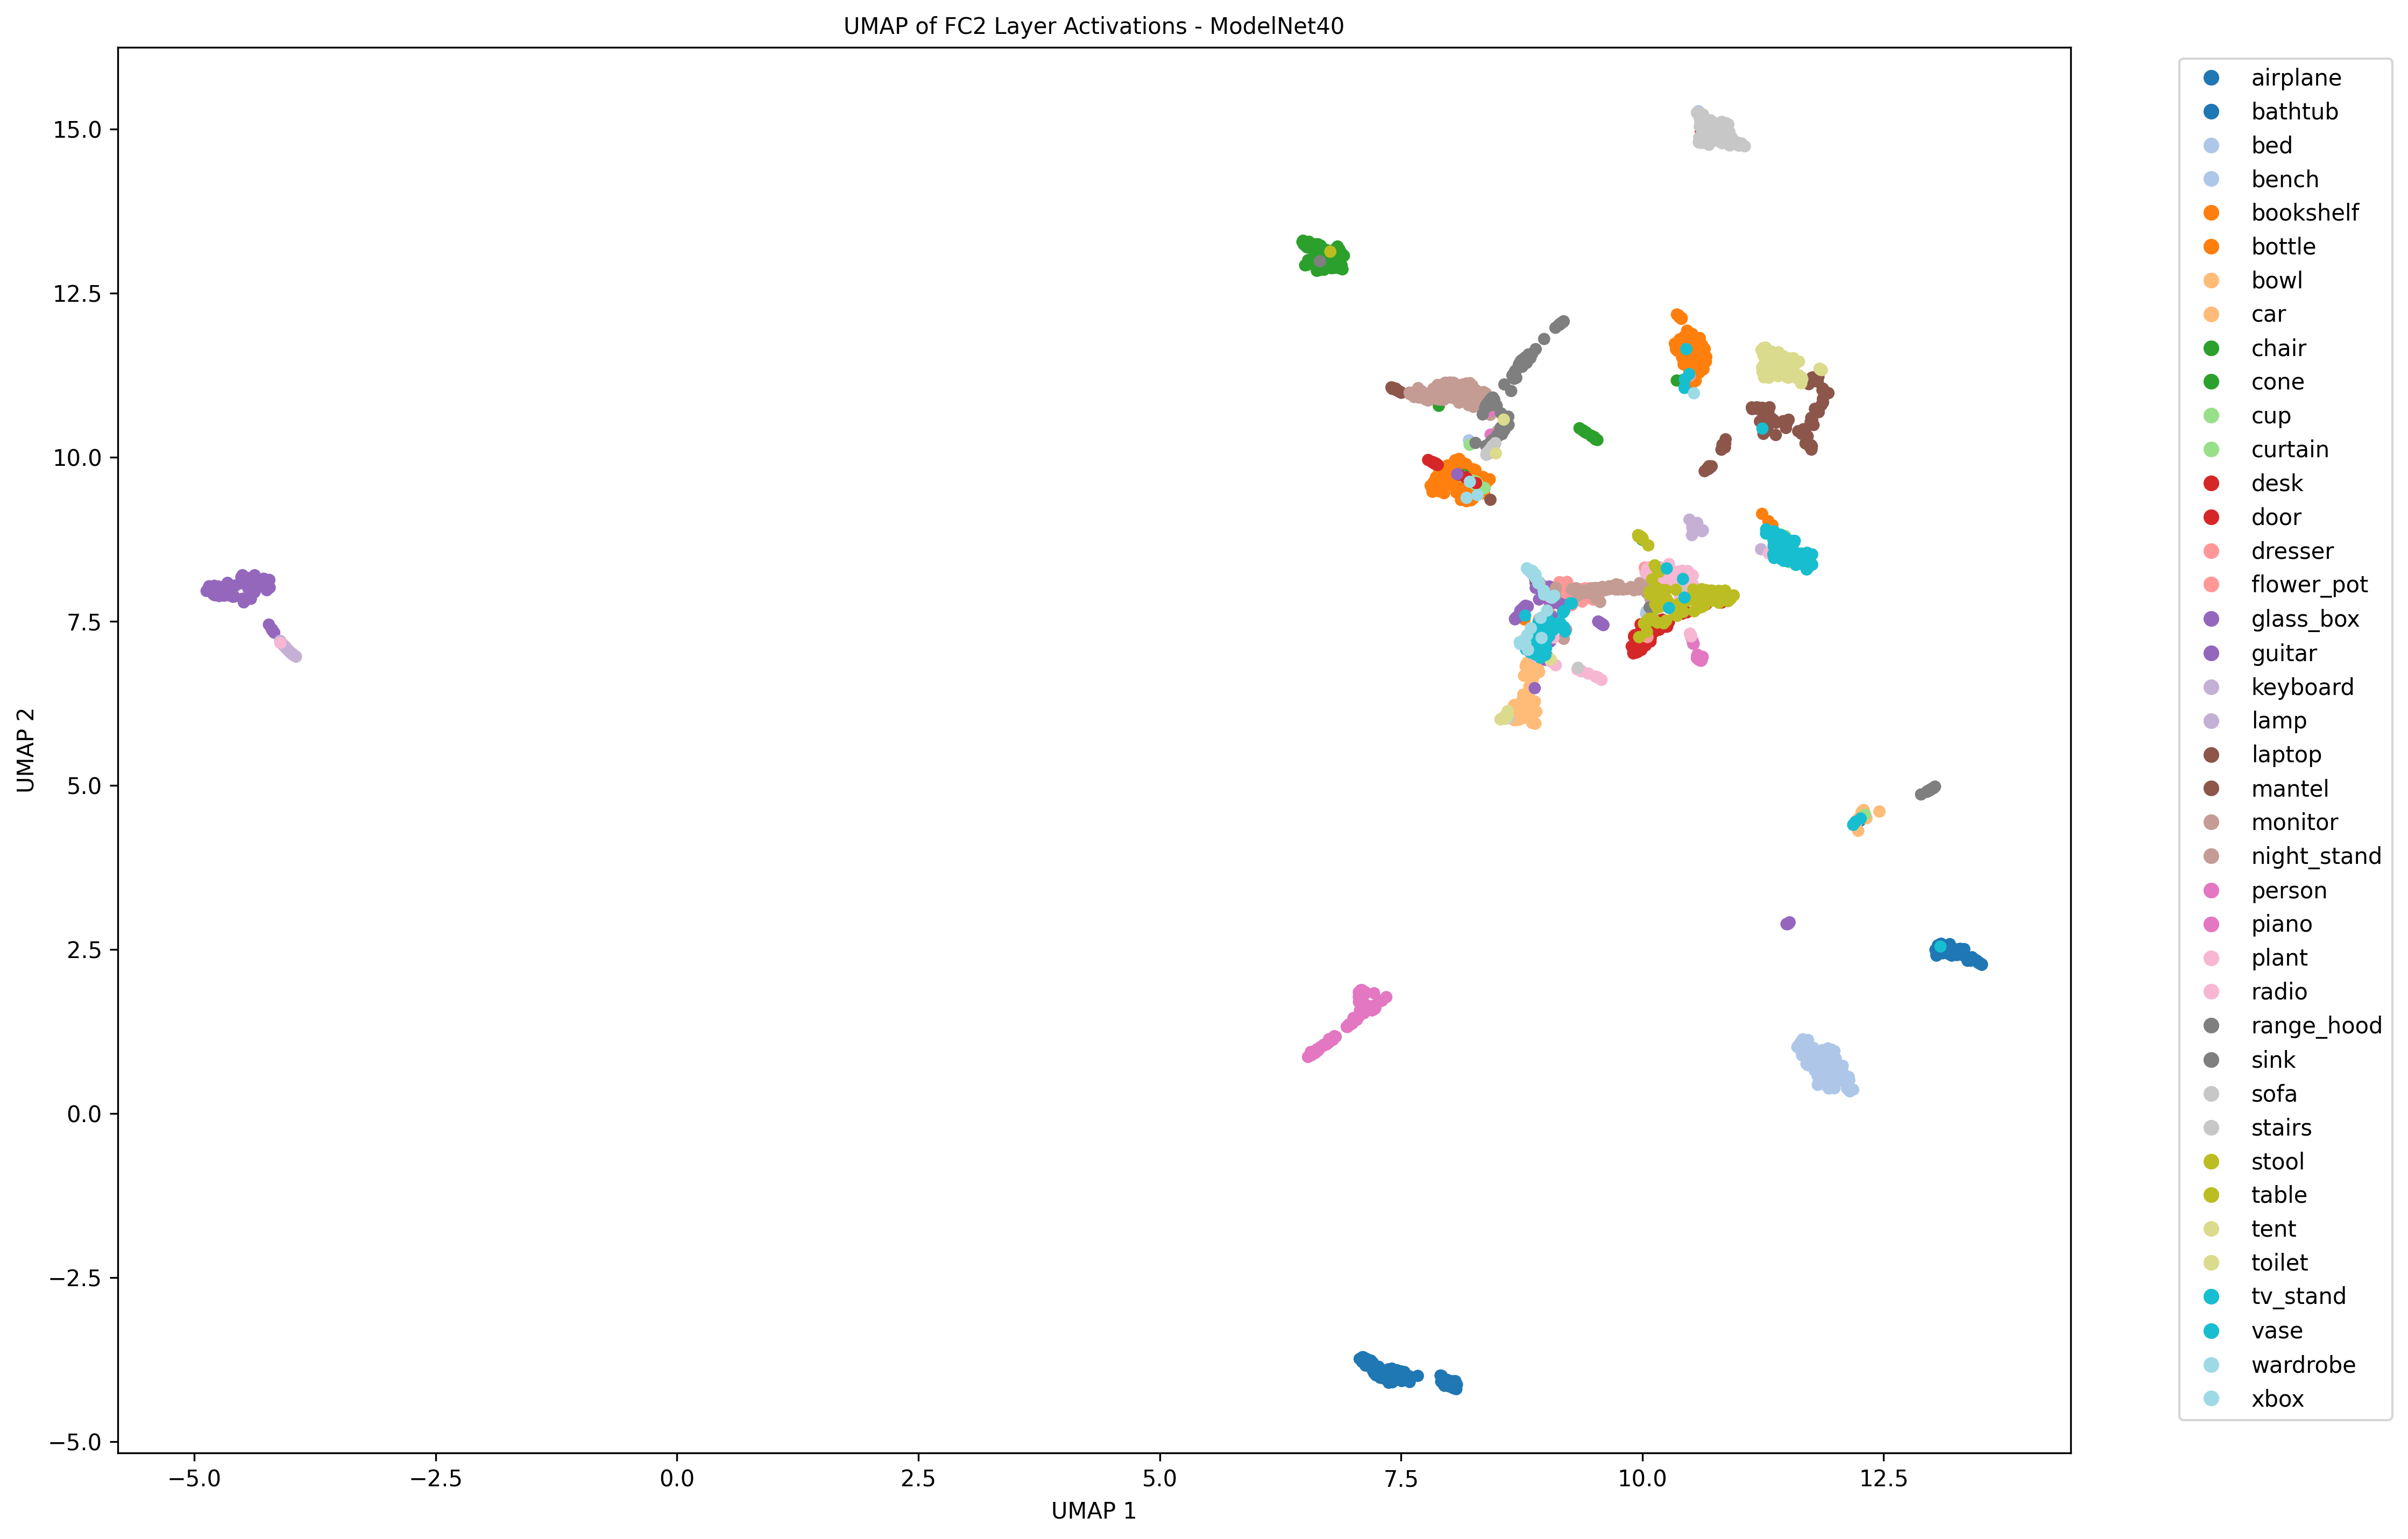 UMAP of FC2 Layer Activations - ModelNet40
15.0
12.5
10.0
7.5
5.0
2.5
0.0
−2.5
−5.0
UMAP 2
−5.0
−2.5
0.0
2.5
5.0
7.5
10.0
12.5
UMAP 1
airplane
bathtub
bed
bench
bookshelf
bottle
bowl
car
chair
cone
cup
curtain
desk
door
dresser
flower_pot
glass_box
guitar
keyboard
lamp
laptop
mantel
monitor
night_stand
person
piano
plant
radio
range_hood
sink
sofa
stairs
stool
table
tent
toilet
tv_stand
vase
wardrobe
xbox